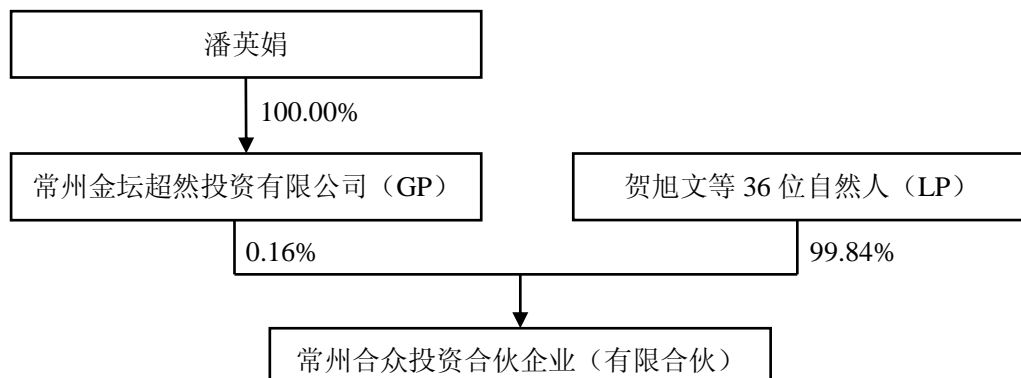 潘英娟
100.00%
常州金坛超然投资有限公司（GP）
贺旭文等 36 位自然人（LP）
0.16%
99.84%
常州合众投资合伙企业（有限合伙）